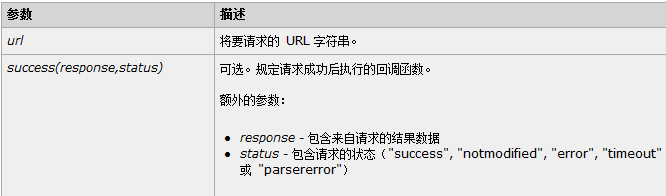 参数 描述
url 将要请求的 URL 字符串。
success(response,status) 可选。规定请求成功后执行的回调函数。
额外的参数：
• response - 包含来自请求的结果数据
• status - 包含请求的状态（"success", "notmodified", "error", "timeout"
或 "parsererror"）